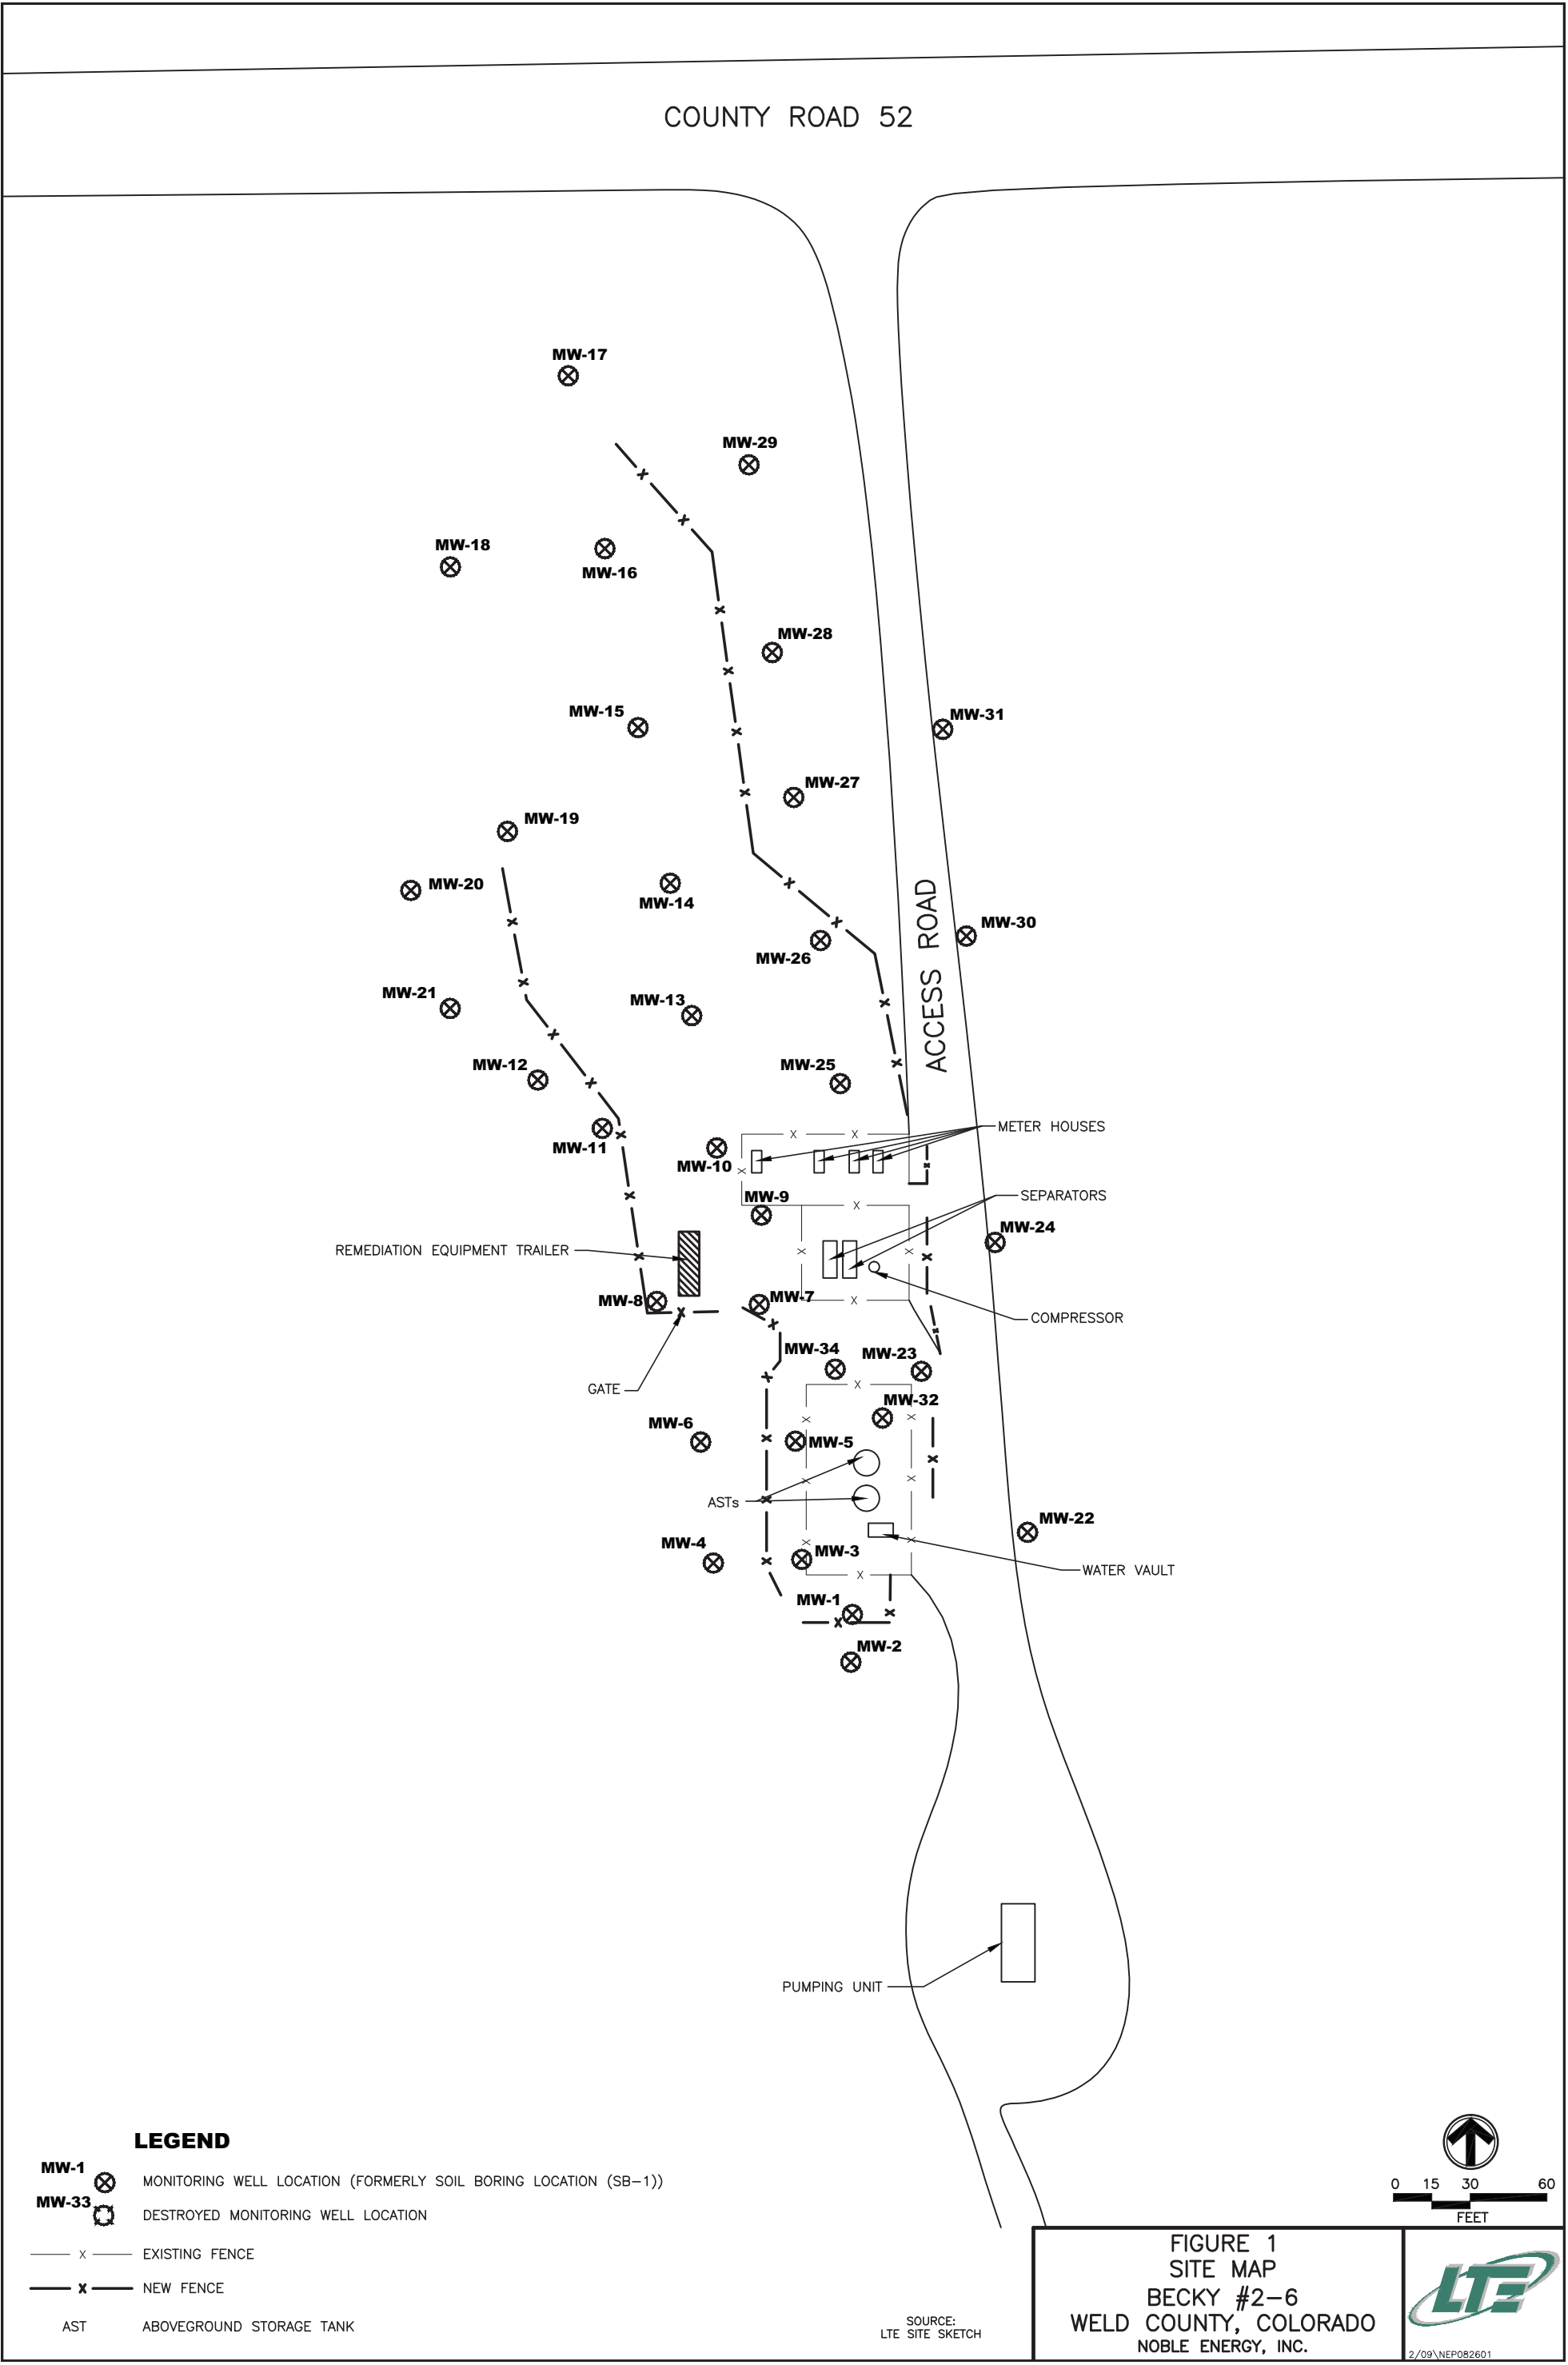 COUNTY ROAD 52
MW-17
MW-29
MW-18
MW-16
MW-28
MW-15
MW-31
MW-27
MW-19
MW-20
MW-14
ACCESS ROAD
MW-30
MW-26
MW-21
MW-13
MW-12
MW-25
METER HOUSES
MW-11
MW-10
SEPARATORS
MW-9
MW-24
REMEDIATION EQUIPMENT TRAILER
MW-8
MW-7
COMPRESSOR
MW-34
MW-23
GATE
MW-32
MW-6
MW-5
ASTs
MW-22
MW-4
MW-3
WATER VAULT
MW-1
MW-2
PUMPING UNIT
LEGEND
MW-1
MONITORING WELL LOCATION (FORMERLY SOIL BORING LOCATION (SB-1))
MW-33
DESTROYED MONITORING WELL LOCATION
X EXISTING FENCE
X NEW FENCE
AST ABOVEGROUND STORAGE TANK
0 15 30 60
FEET
SOURCE:
LTE SITE SKETCH
FIGURE 1
SITE MAP
BECKY #2-6
WELD COUNTY, COLORADO
NOBLE ENERGY, INC.
LTE
2/09\NEP082601